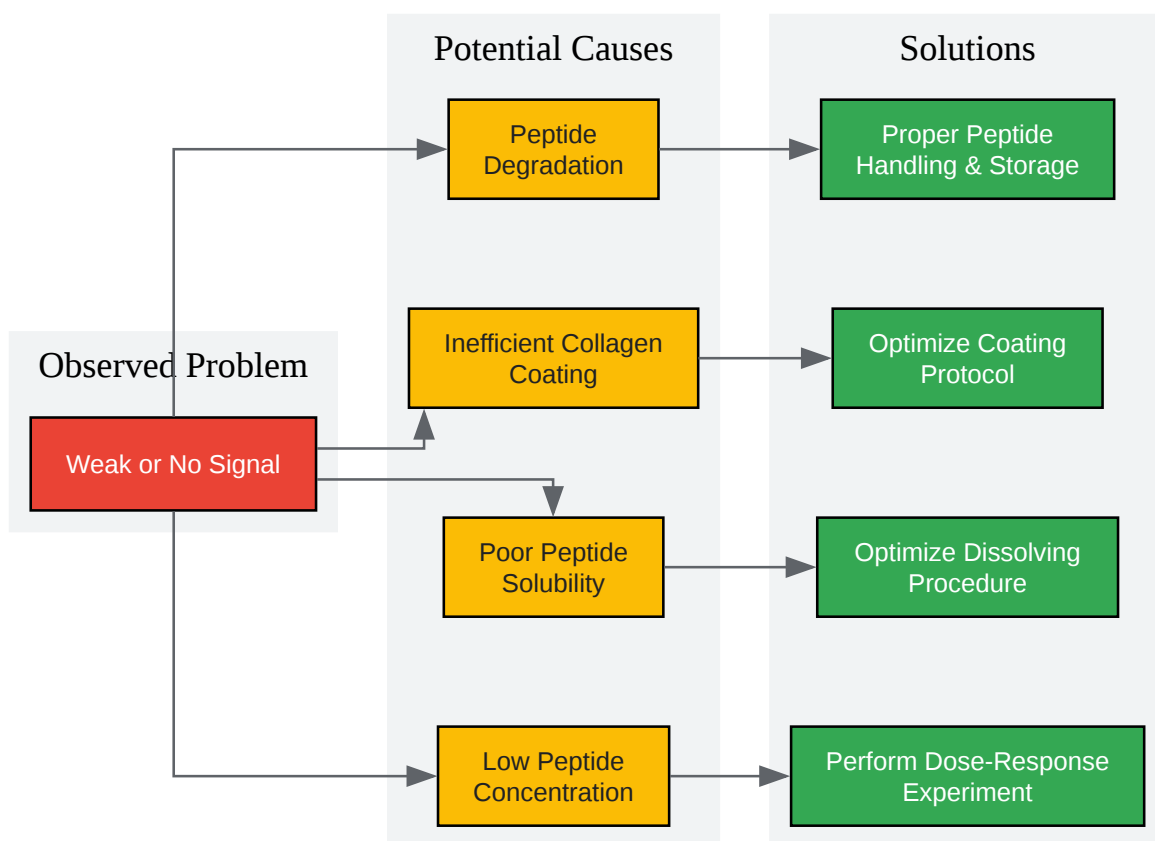 Potential Causes
Solutions
Peptide
Degradation
Proper Peptide
Handling & Storage
Inefficient Collagen
Coating
Optimize Coating
Protocol
Observed Problem
Weak or No Signal
Poor Peptide
Solubility
Optimize Dissolving
Procedure
Low Peptide
Concentration
Perform Dose-Response
Experiment